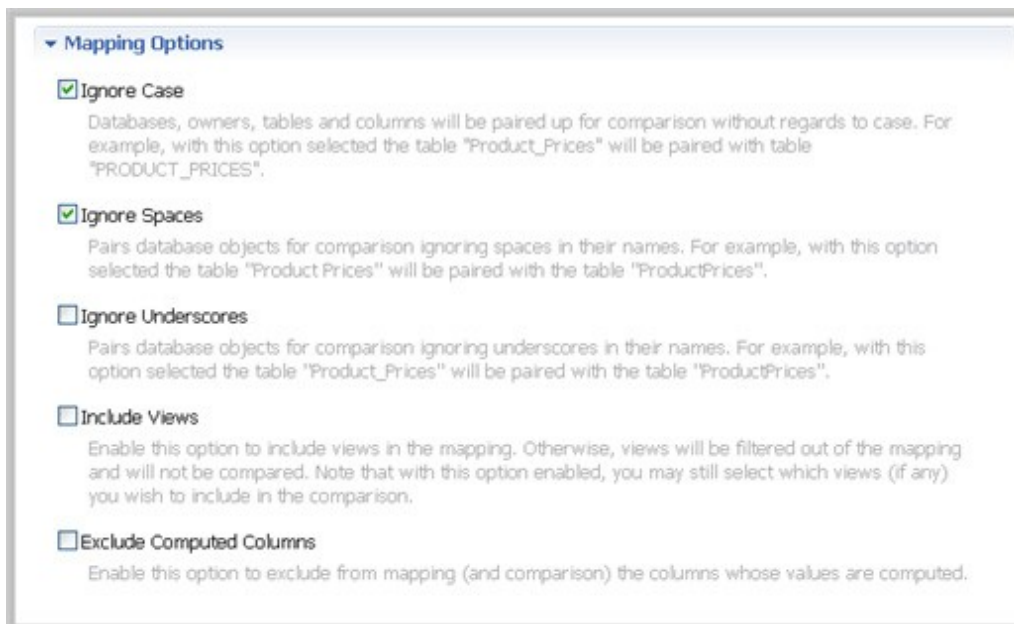 Mapping Options
Ignore Case
Databases, owners, tables and columns will be paired up for comparison without regards to case. For
example, with this option selected the table "Product_Prices" will be paired with table
"PRODUCT_PRICES".
Ignore Spaces
Pairs database objects for comparison ignoring spaces in their names. For example, with this option
selected the table "Product Prices" will be paired with the table "ProductPrices".
Ignore Underscores
Pairs database objects for comparison ignoring underscores in their names. For example, with this
option selected the table "Product_Prices" will be paired with the table "ProductPrices".
Include Views
Enable this option to include views in the mapping. Otherwise, views will be filtered out of the mapping
and will not be compared. Note that with this option enabled, you may still select which views (if any)
you wish to include in the comparison.
Exclude Computed Columns
Enable this option to exclude from mapping (and comparison) the columns whose values are computed.